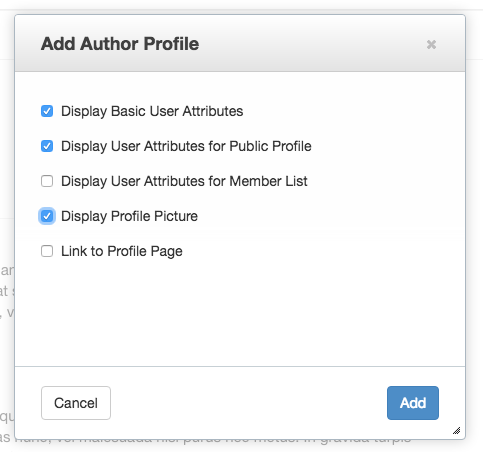 Add Author Profile
Display Basic User Attributes
Display User Attributes for Public Profile
Display User Attributes for Member List
Display Profile Picture
Link to Profile Page
Cancel
Add